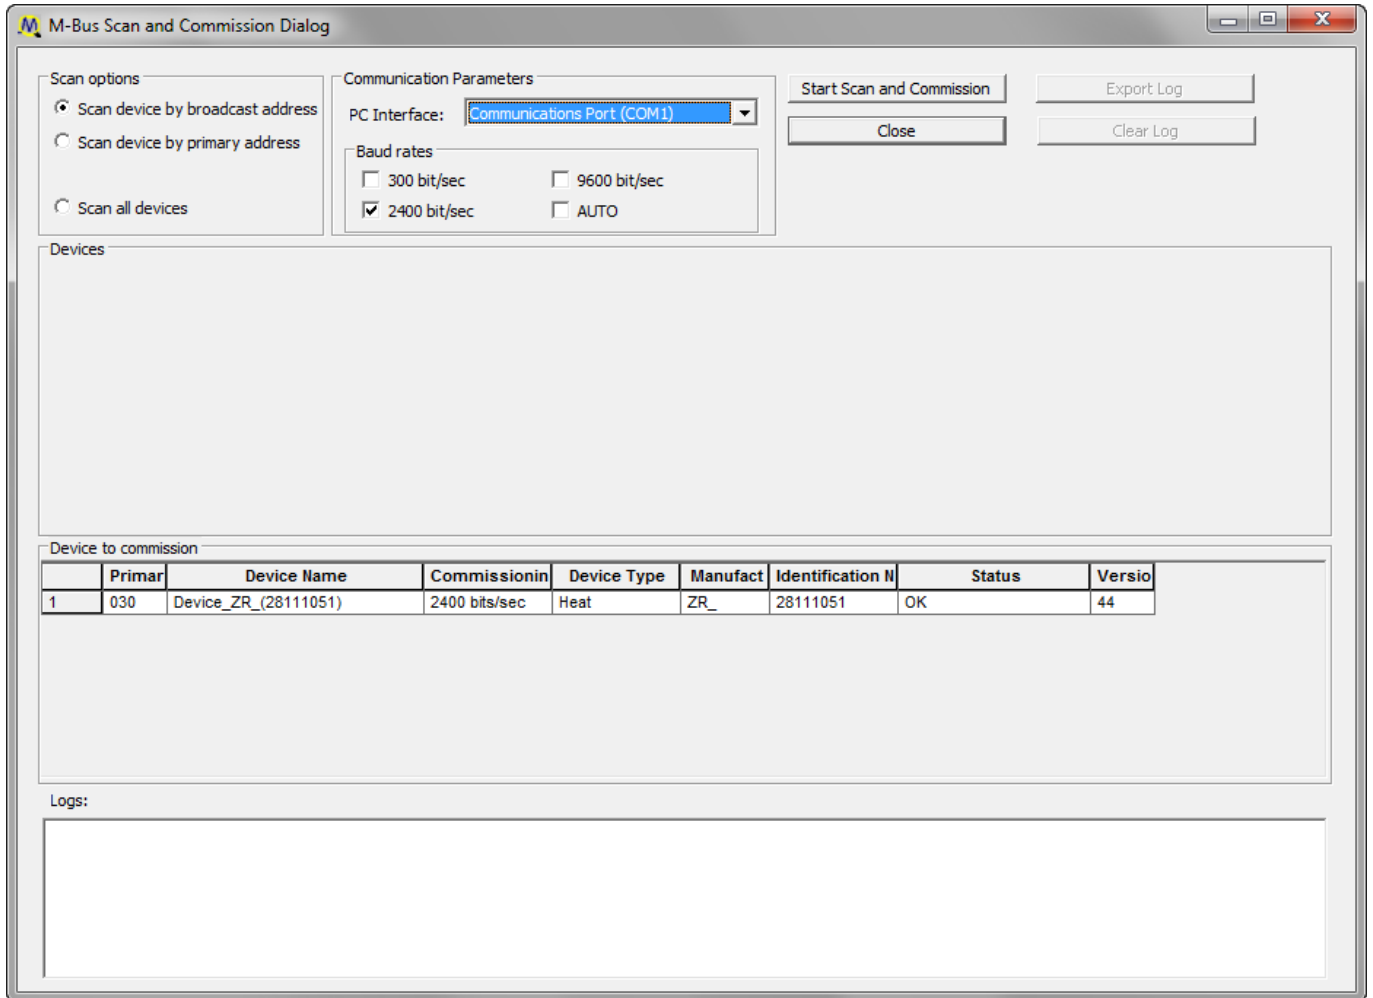 M-Bus Scan and Commission Dialog
Scan options
Scan device by broadcast address
Scan device by primary address
Scan all devices
Communication Parameters
PC Interface: Communications Port (COM1)
Baud rates
300 bit/sec 9600 bit/sec
2400 bit/sec AUTO
Start Scan and Commission Export Log
Close Clear Log
Devices
Device to commission
Primar Device Name Commissionin Device Type Manufact Identification N Status Versio
1 030 Device_ZR_(28111051) 2400 bits/sec Heat ZR_ 28111051 OK 44
Logs: